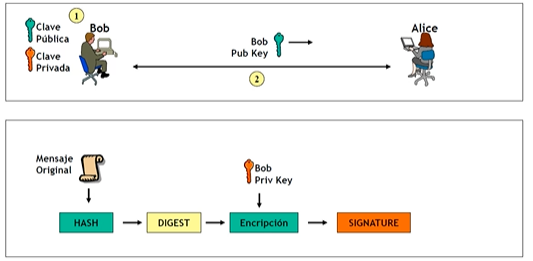 1
Clave
Pública
Bob
Clave
Privada
Bob
Pub Key
2
Alice
Mensaje
Original
Bob
Priv Key
HASH
DIGEST
Encripción
SIGNATURE